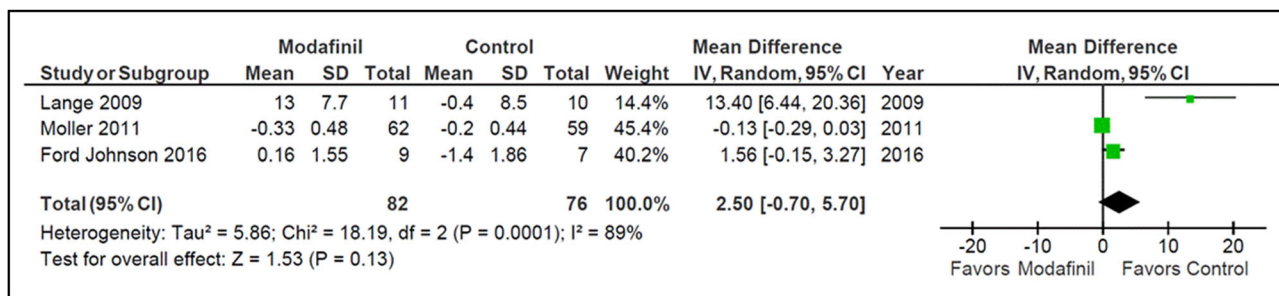 Modafinil Control Mean Difference Mean Difference
Study or Subgroup Mean SD Total Mean SD Total Weight IV, Random, 95% CI Year IV, Random, 95% CI
Lange 2009 13 7.7 11 -0.4 8.5 10 14.4% 13.40 [6.44, 20.36] 2009
Moller 2011 -0.33 0.48 62 -0.2 0.44 59 45.4% -0.13 [-0.29, 0.03] 2011
Ford Johnson 2016 0.16 1.55 9 -1.4 1.86 7 40.2% 1.56 [-0.15, 3.27] 2016
Total (95% CI) 82 76 100.0% 2.50 [-0.70, 5.70]
Heterogeneity: Tau² = 5.86; Chi² = 18.19, df = 2 (P = 0.0001); I² = 89%
Test for overall effect: Z = 1.53 (P = 0.13)
-20 -10 0 10 20
Favors Modafinil Favors Control